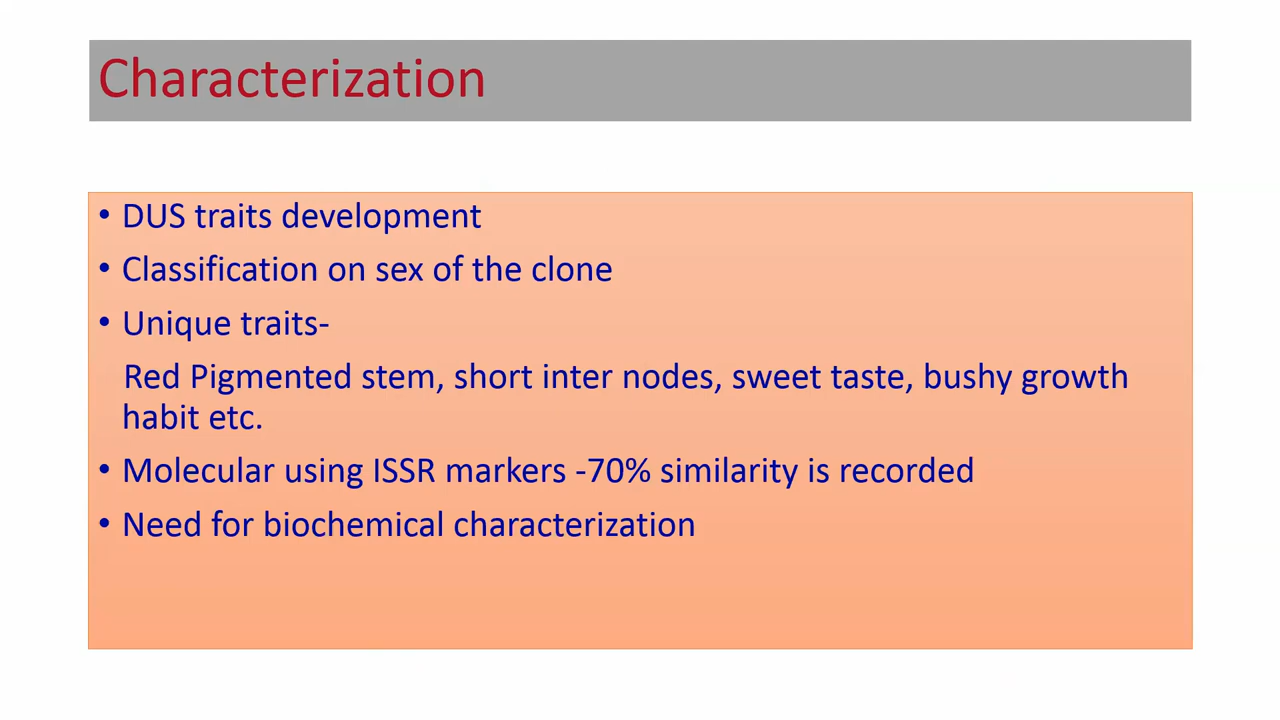 Characterization
• DUS traits development
• Classification on sex of the clone
• Unique traits-
Red Pigmented stem, short inter nodes, sweet taste, bushy growth
habit etc.
• Molecular using ISSR markers -70% similarity is recorded
• Need for biochemical characterization